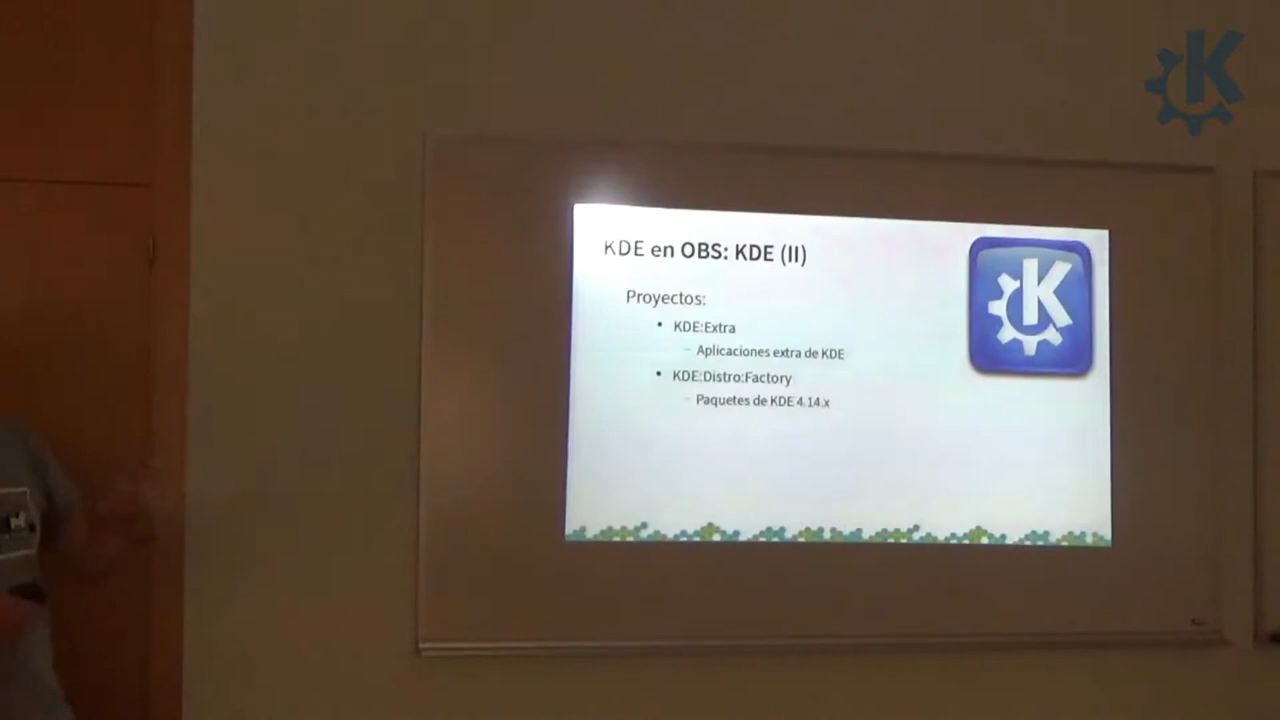 KDE en OBS: KDE (II)
Proyectos:
• KDE:Extra
– Aplicaciones extra de KDE
• KDE:Distro:Factory
– Paquetes de KDE 4.14.x